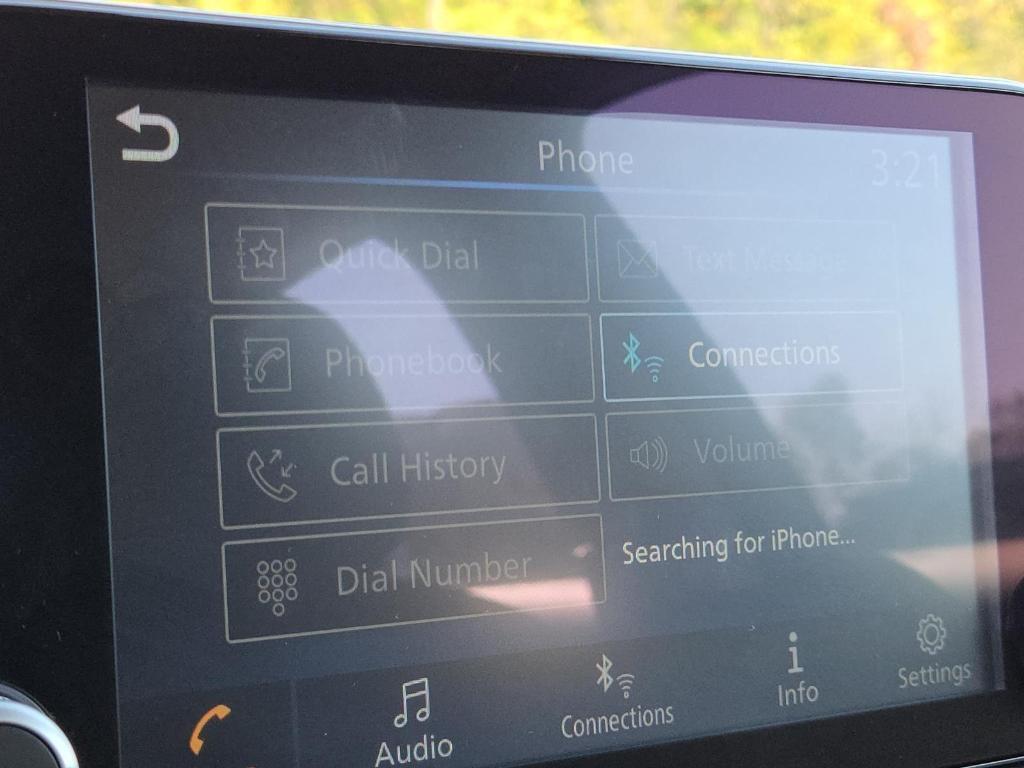 Phone
3:21
Quick Dial
Text Message
Phonebook
Connections
Call History
Volume
Dial Number
Searching for iPhone...
Audio
Connections
Info
Settings